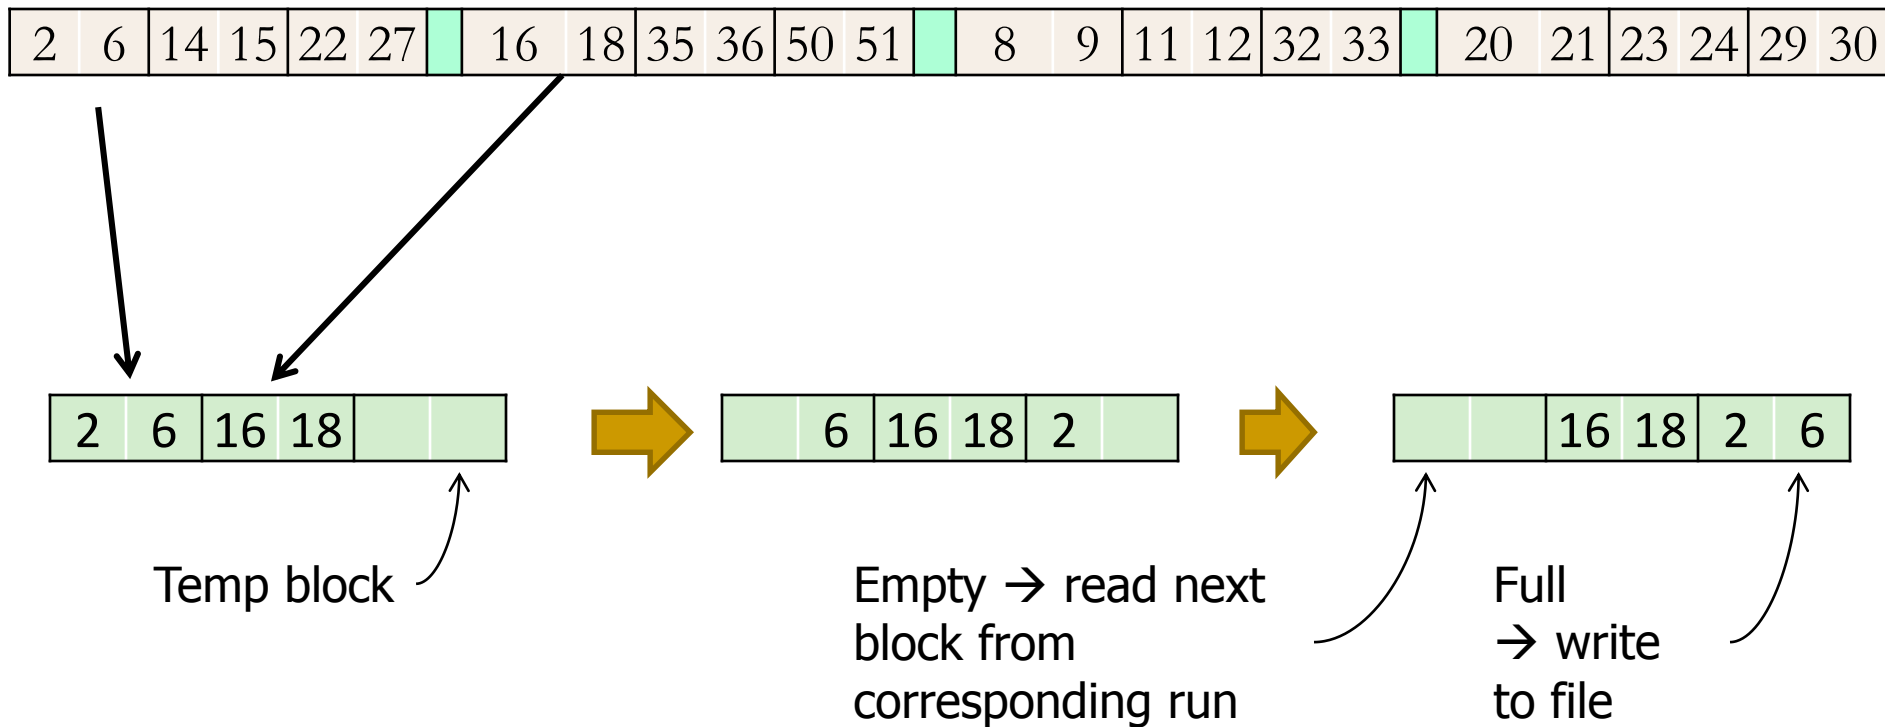 2 6 14 15 22 27 16 18 35 36 50 51 8 9 11 12 32 33 20 21 23 24 29 30
2 6 16 18
6 16 18 2
16 18 2 6
Temp block
Empty → read next
block from
corresponding run
Full
→ write
to file